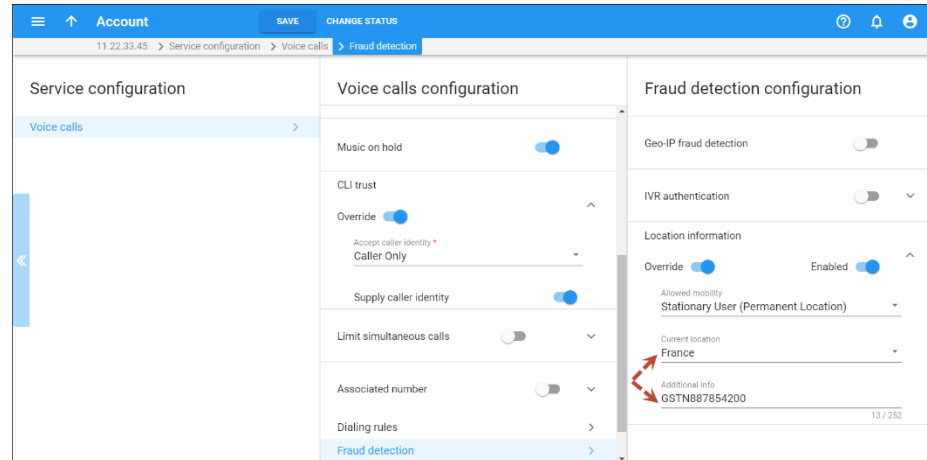 Account SAVE CHANGE STATUS
11.22.33.45 > Service configuration > Voice calls > Fraud detection
Service configuration
Voice calls
Voice calls configuration
Music on hold
CLI trust
Override
Accept caller identity *
Caller Only
Supply caller identity
Limit simultaneous calls
Associated number
Dialing rules
Fraud detection
Fraud detection configuration
Geo-IP fraud detection
IVR authentication
Location information
Override Enabled
Allowed mobility
Stationary User (Permanent Location)
Current location
France
Additional info
GSTN887854200
13 / 252